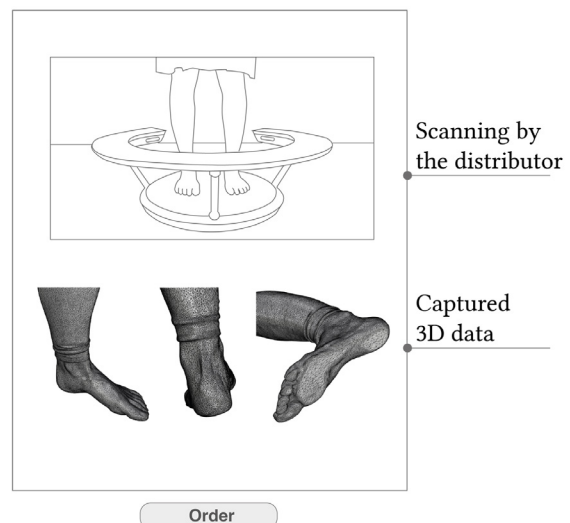 Scanning by
the distributor
Captured
3D data
Order